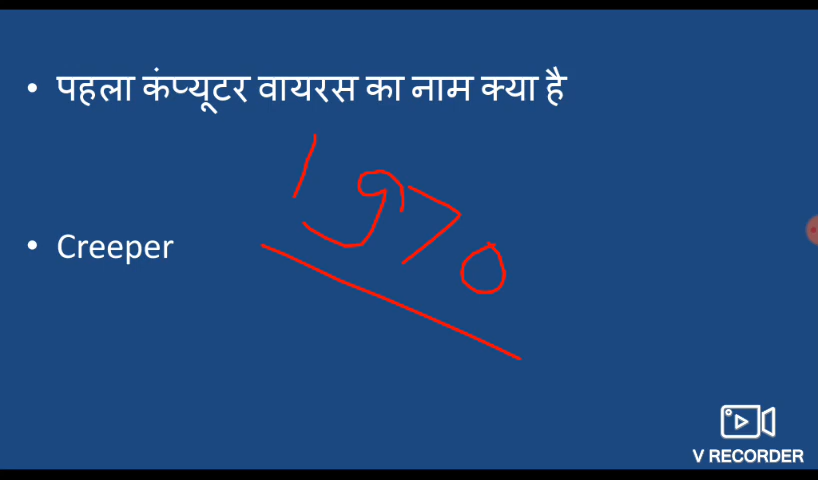 • पहला कंप्यूटर वायरस का नाम क्या है
1970
• Creeper
V RECORDER